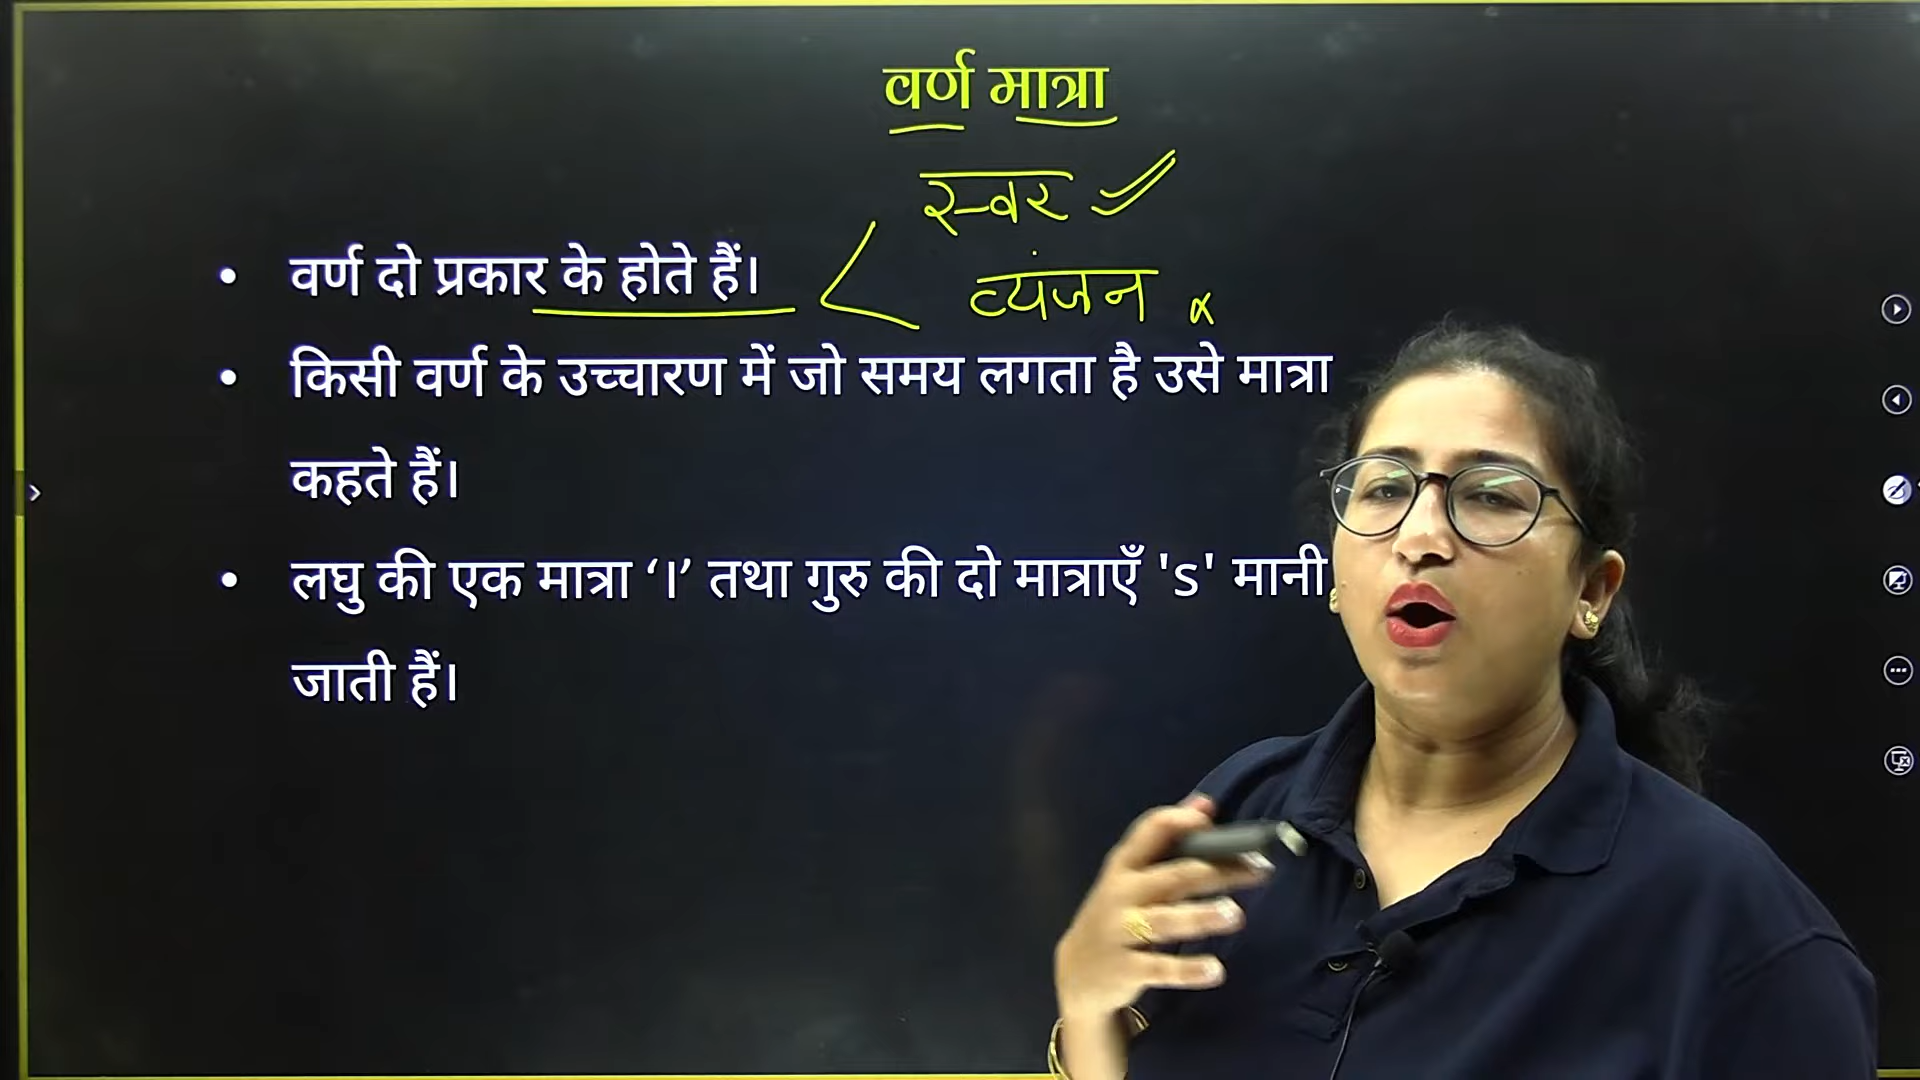 वर्ण मात्रा
स्वर
व्यंजन
• वर्ण दो प्रकार के होते हैं।
• किसी वर्ण के उच्चारण में जो समय लगता है उसे मात्रा
कहते हैं।
• लघु की एक मात्रा ‘।’ तथा गुरु की दो मात्राएँ 'S' मानी
जाती हैं।